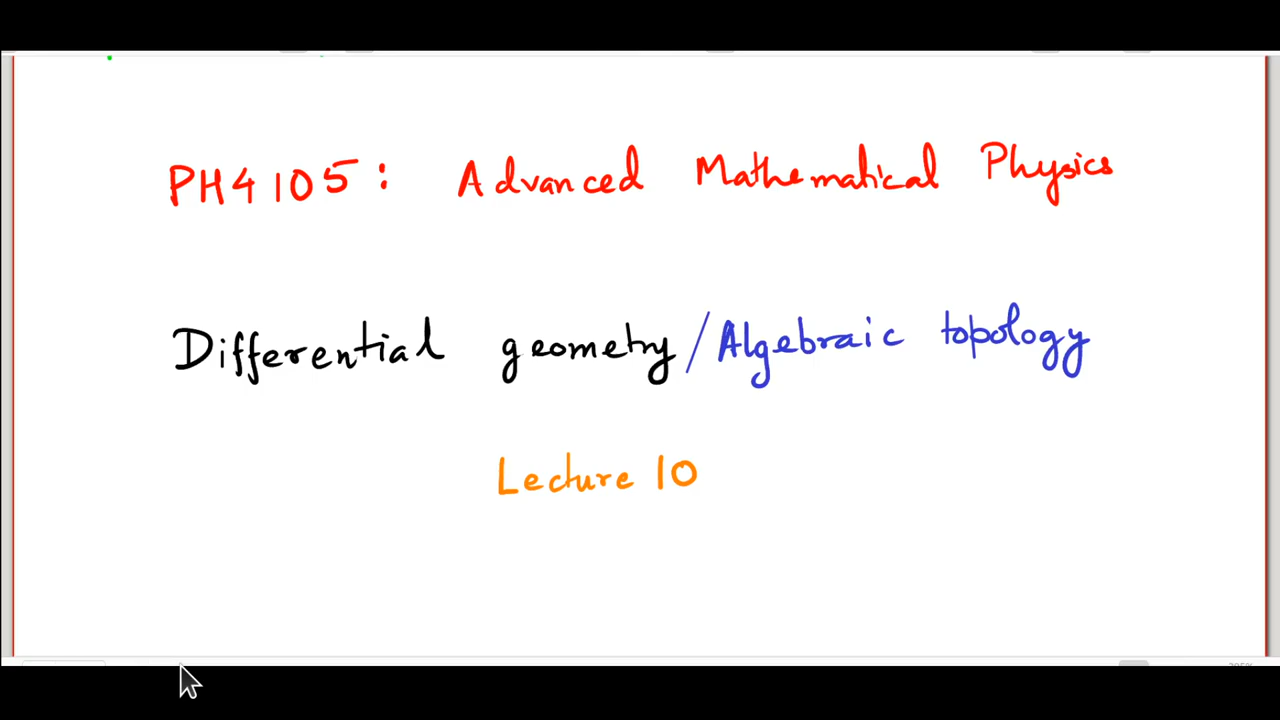 PH4105: Advanced Mathematical Physics
Differential geometry/Algebraic topology
Lecture 10